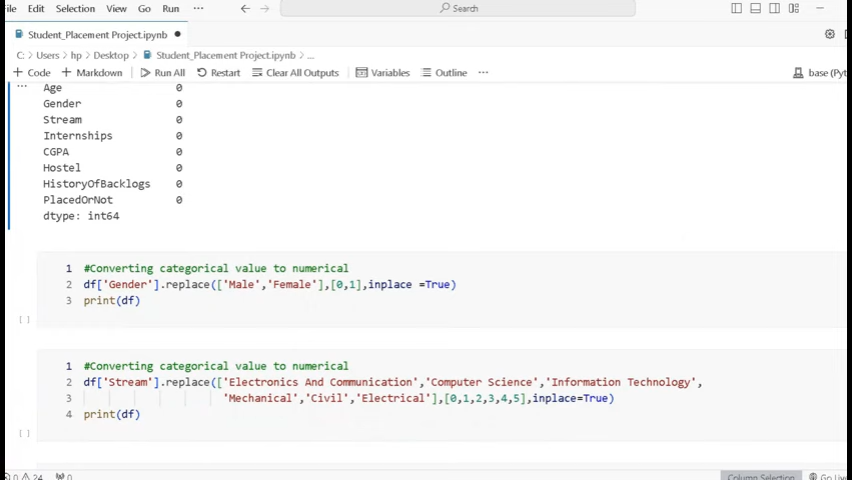 File Edit Selection View Go Run ··· Search
Student_Placement Project.ipynb
C: > Users > hp > Desktop > Student_Placement Project.ipynb > ...
+ Code + Markdown Run All Restart Clear All Outputs Variables Outline ··· base (Pyt
... Age 0
Gender 0
Stream 0
Internships 0
CGPA 0
Hostel 0
HistoryOfBacklogs 0
PlacedOrNot 0
dtype: int64
1 #Converting categorical value to numerical
2 df['Gender'].replace(['Male','Female'],[0,1],inplace =True)
3 print(df)
[ ]
1 #Converting categorical value to numerical
2 df['Stream'].replace(['Electronics And Communication','Computer Science','Information Technology',
3 'Mechanical','Civil','Electrical'],[0,1,2,3,4,5],inplace=True)
4 print(df)
[ ]
0 24 0 Column Selection Go Live